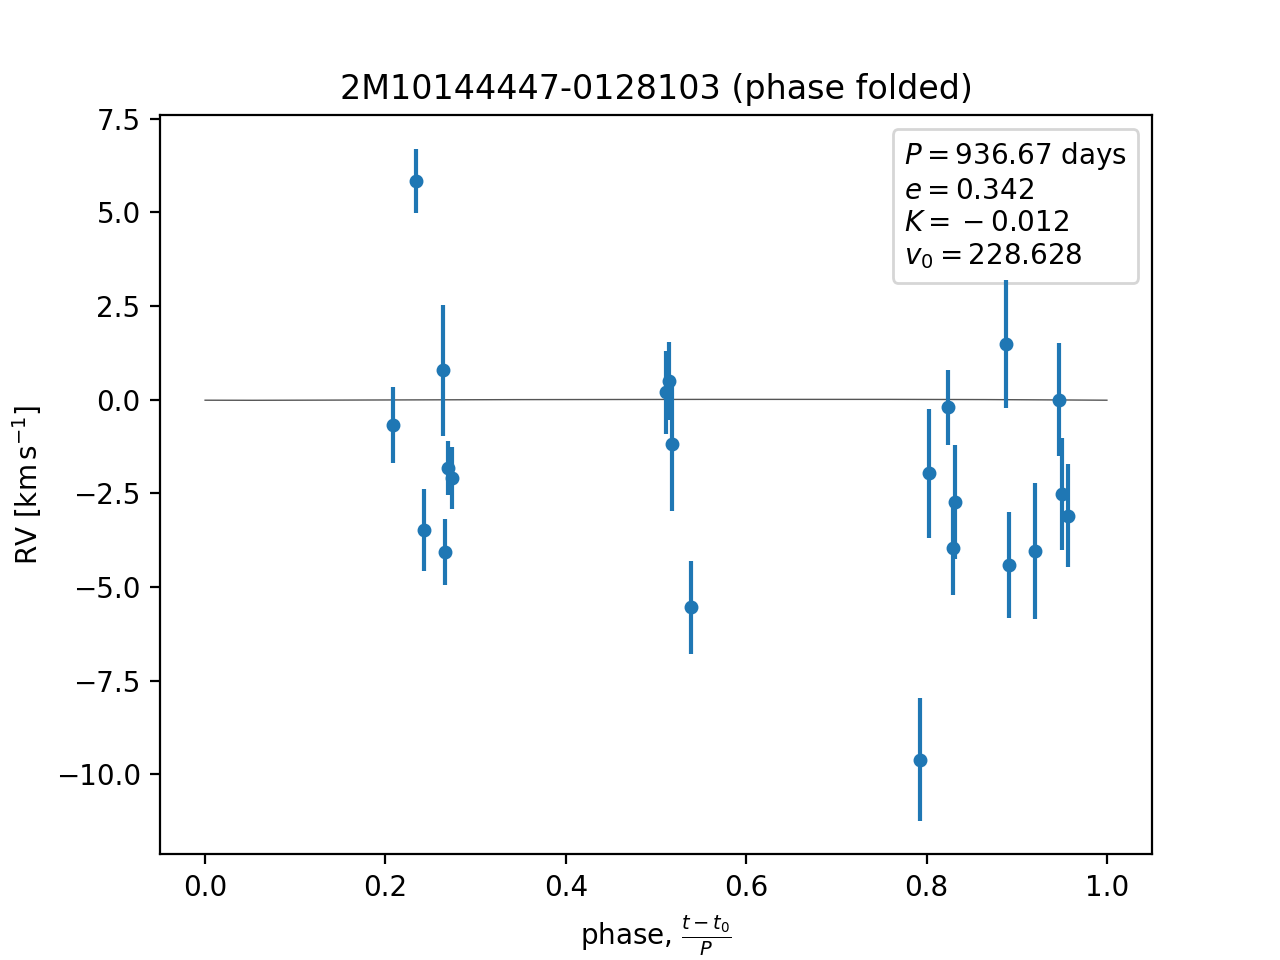 2M10144447-0128103 (phase folded)
7.5
5.0
2.5
0.0
−2.5
−5.0
−7.5
−10.0
RV [km s⁻¹]
P = 936.67 days
e = 0.342
K = −0.012
v₀ = 228.628
0.0 0.2 0.4 0.6 0.8 1.0
phase, (t − t₀)/P